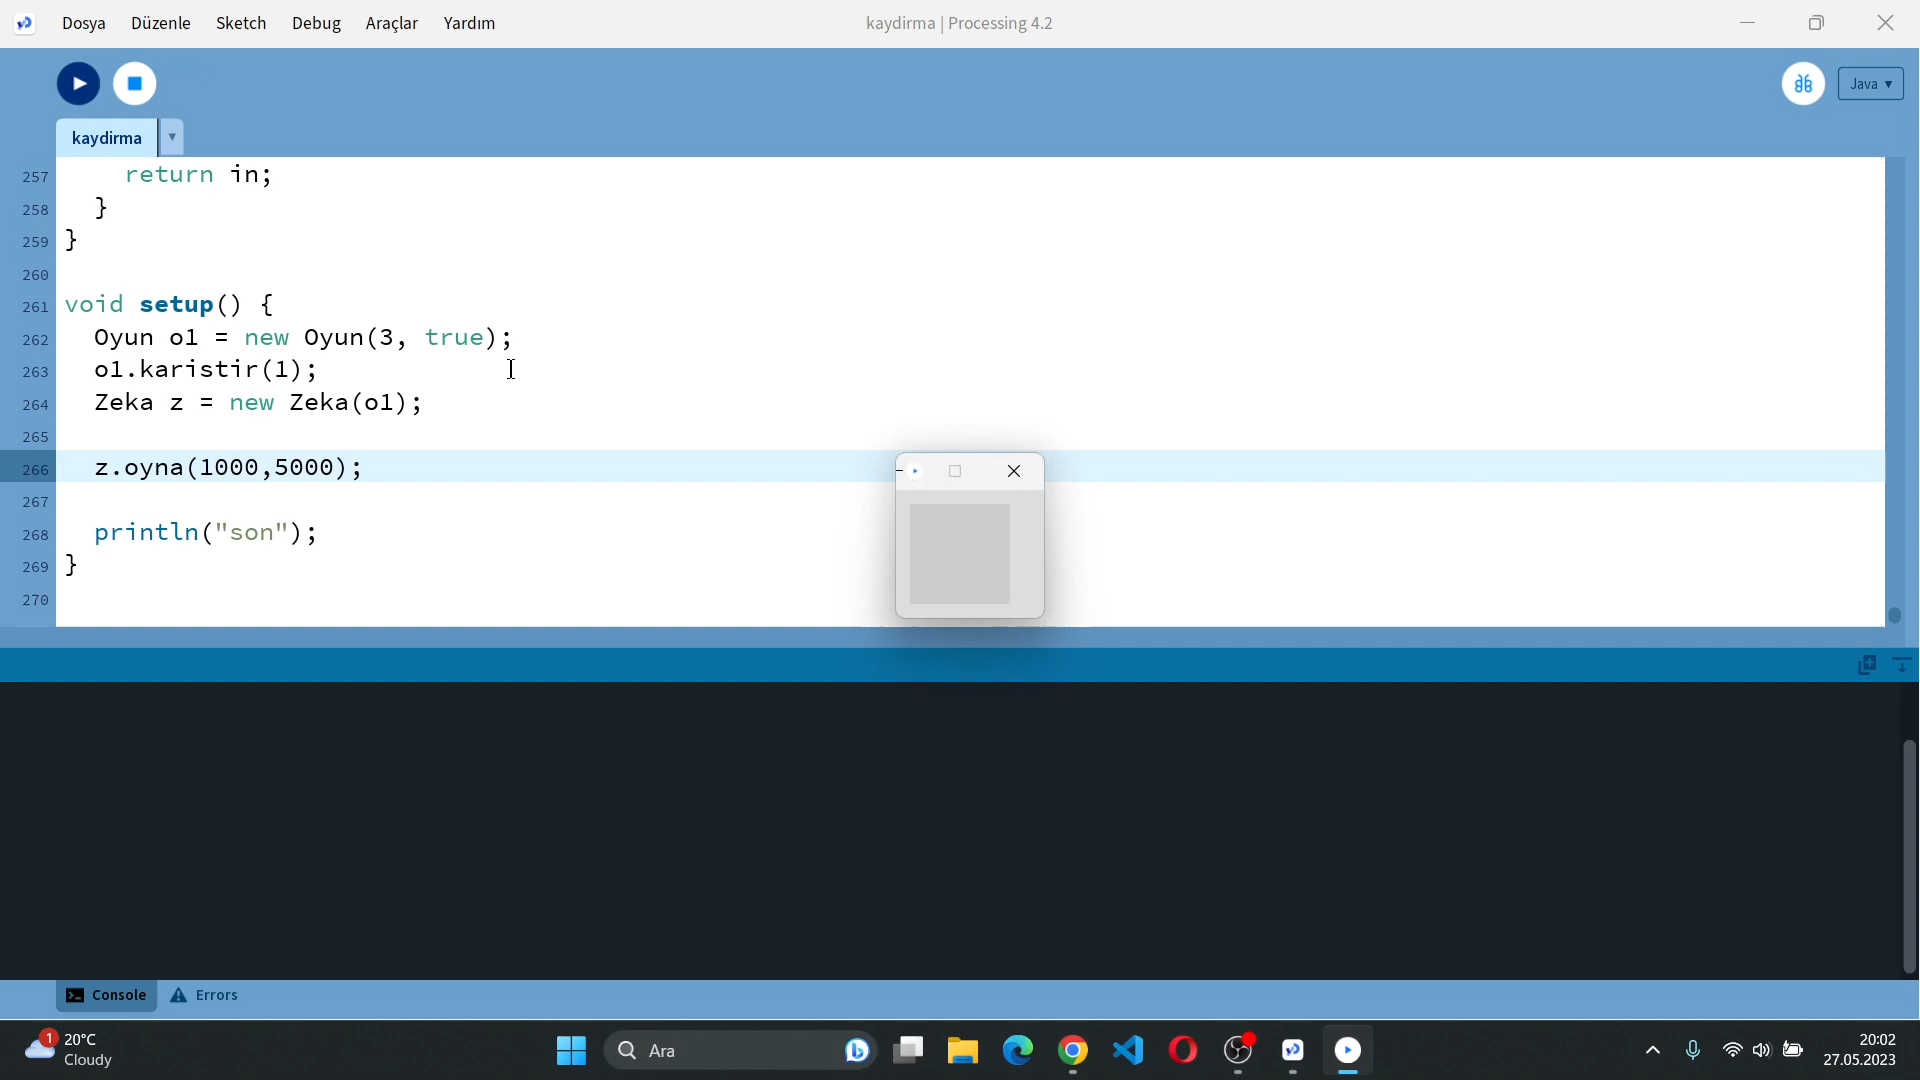 Dosya Düzenle Sketch Debug Araçlar Yardım
kaydirma | Processing 4.2
Java ▾
kaydirma ▾
257 return in;
258 }
259 }
260
261 void setup() {
262 Oyun o1 = new Oyun(3, true);
263 o1.karistir(1);
264 Zeka z = new Zeka(o1);
265
266 z.oyna(1000,5000);
267
268 println("son");
269 }
270
Console Errors
1
20°C
Cloudy
Ara
20:02
27.05.2023